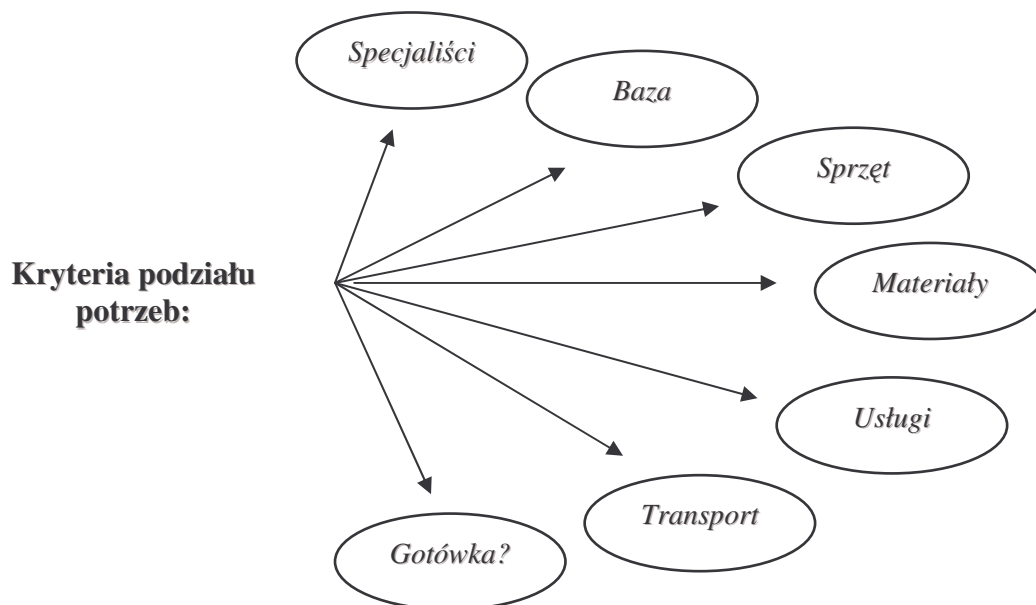 Kryteria podziału
potrzeb:
Specjaliści
Baza
Sprzęt
Materiały
Usługi
Transport
Gotówka?